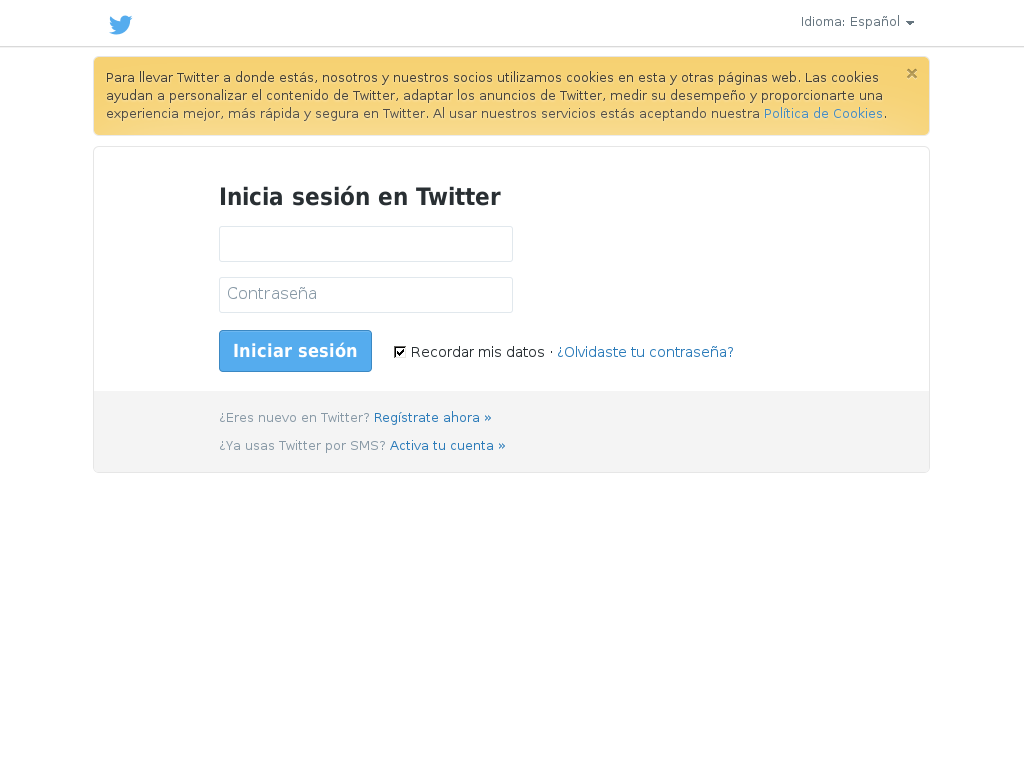 Idioma: Español
Para llevar Twitter a donde estás, nosotros y nuestros socios utilizamos cookies en esta y otras páginas web. Las cookies
ayudan a personalizar el contenido de Twitter, adaptar los anuncios de Twitter, medir su desempeño y proporcionarte una
experiencia mejor, más rápida y segura en Twitter. Al usar nuestros servicios estás aceptando nuestra Política de Cookies.
Inicia sesión en Twitter
Contraseña
Iniciar sesión Recordar mis datos · ¿Olvidaste tu contraseña?
¿Eres nuevo en Twitter? Regístrate ahora »
¿Ya usas Twitter por SMS? Activa tu cuenta »